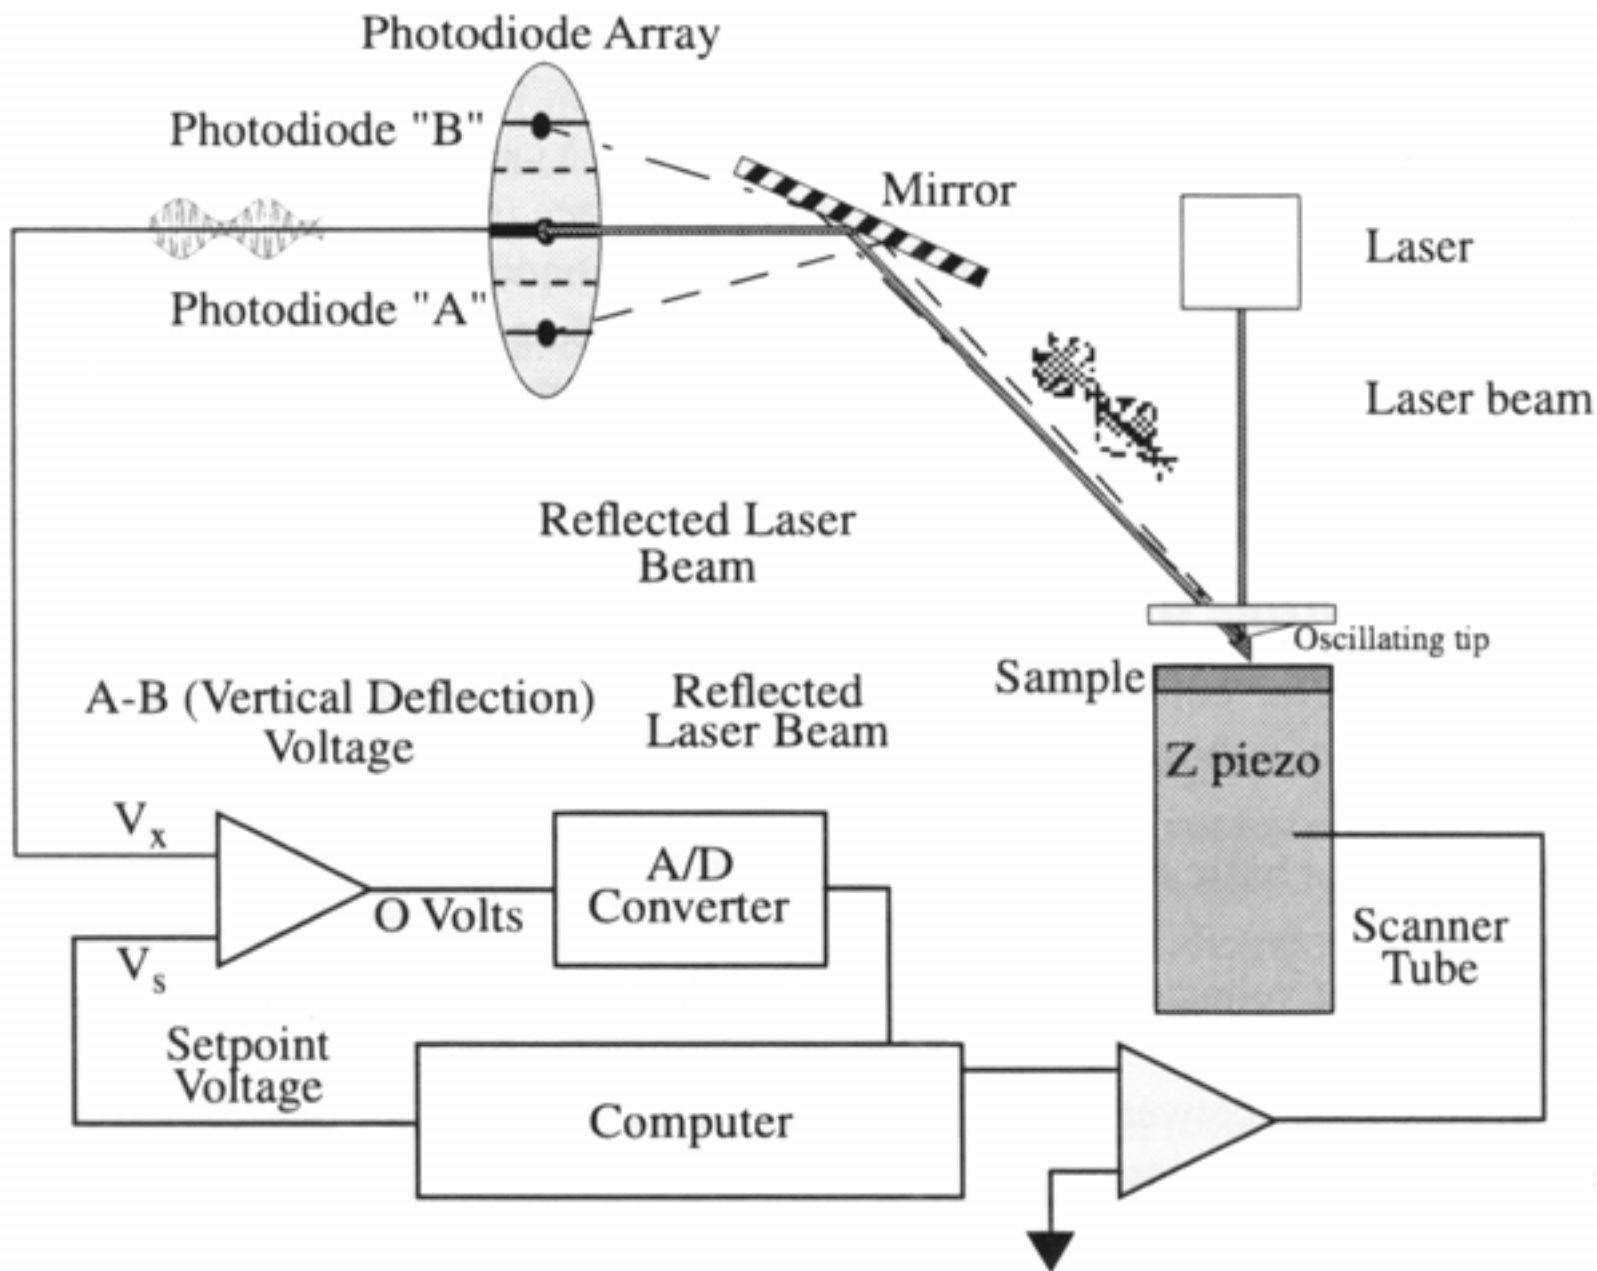 Photodiode Array
Photodiode "B"
Mirror
Laser
Photodiode "A"
Laser beam
Reflected Laser
Beam
Oscillating tip
Sample
A-B (Vertical Deflection)
Voltage
Reflected
Laser Beam
Z piezo
Vx
A/D
Converter
O Volts
Vs
Scanner
Tube
Setpoint
Voltage
Computer